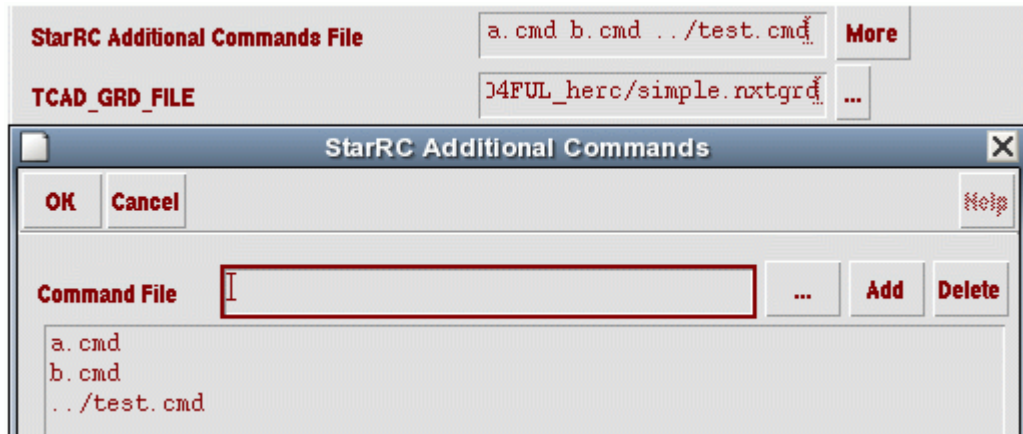 StarRC Additional Commands File a.cmd b.cmd ../test.cmd More
TCAD_GRD_FILE 04FUL_herc/simple.nxtgrd ...
StarRC Additional Commands
OK Cancel Help
Command File ... Add Delete
a.cmd
b.cmd
../test.cmd